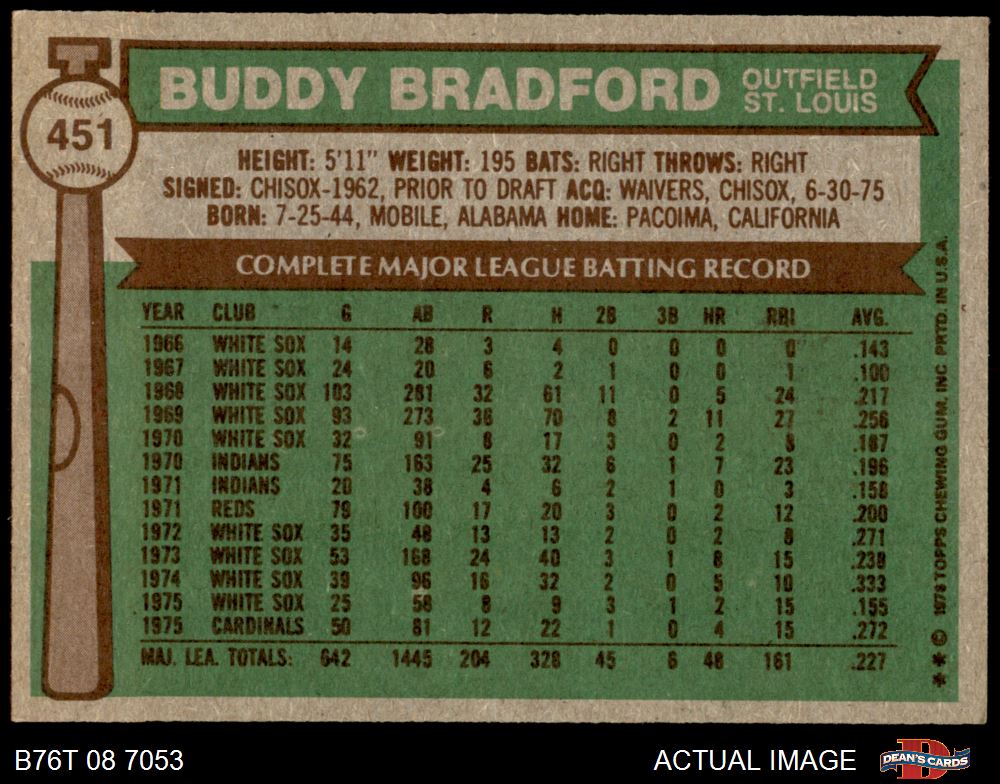 451
BUDDY BRADFORD OUTFIELD ST. LOUIS
HEIGHT: 5'11" WEIGHT: 195 BATS: RIGHT THROWS: RIGHT
SIGNED: CHISOX-1962, PRIOR TO DRAFT ACQ: WAIVERS, CHISOX, 6-30-75
BORN: 7-25-44, MOBILE, ALABAMA HOME: PACOIMA, CALIFORNIA
COMPLETE MAJOR LEAGUE BATTING RECORD
YEAR CLUB G AB R H 2B 3B HR RBI AVG.
1966 WHITE SOX 14 28 3 4 0 0 0 0 .143
1967 WHITE SOX 24 20 6 2 1 0 0 1 .100
1968 WHITE SOX 103 281 32 61 11 0 5 24 .217
1969 WHITE SOX 93 273 36 70 8 2 11 27 .256
1970 WHITE SOX 32 91 8 17 3 0 2 8 .187
1970 INDIANS 75 163 25 32 6 1 7 23 .196
1971 INDIANS 20 38 4 6 2 1 0 3 .158
1971 REDS 79 100 17 20 3 0 2 12 .200
1972 WHITE SOX 35 48 13 13 2 0 2 8 .271
1973 WHITE SOX 53 168 24 40 3 1 8 15 .238
1974 WHITE SOX 39 96 16 32 2 0 5 10 .333
1975 WHITE SOX 25 58 8 9 3 1 2 15 .155
1975 CARDINALS 50 81 12 22 1 0 4 15 .272
MAJ. LEA. TOTALS: 642 1445 204 328 45 6 48 161 .227
** © 1976 TOPPS CHEWING GUM, INC PRTD. IN U.S.A.
B76T 08 7053
ACTUAL IMAGE
DEAN'S CARDS